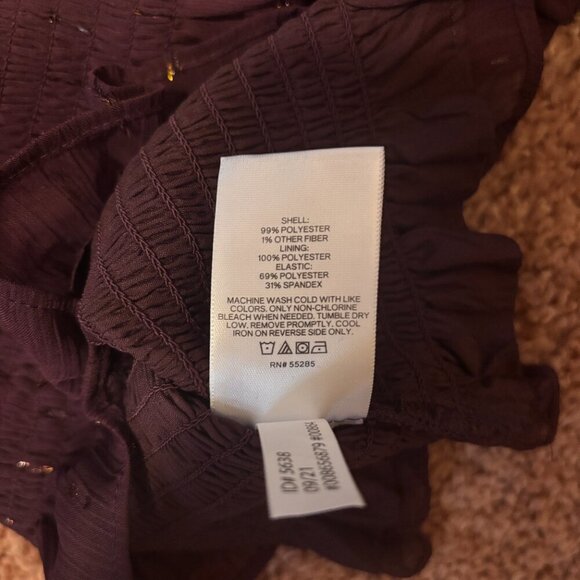 SHELL:
99% POLYESTER
1% OTHER FIBER
LINING:
100% POLYESTER
ELASTIC:
69% POLYESTER
31% SPANDEX
MACHINE WASH COLD WITH LIKE
COLORS. ONLY NON-CHLORINE
BLEACH WHEN NEEDED. TUMBLE DRY
LOW. REMOVE PROMPTLY. COOL
IRON ON REVERSE SIDE ONLY.
RN# 55285
ID# 5638
09/21
#008656879 #0084